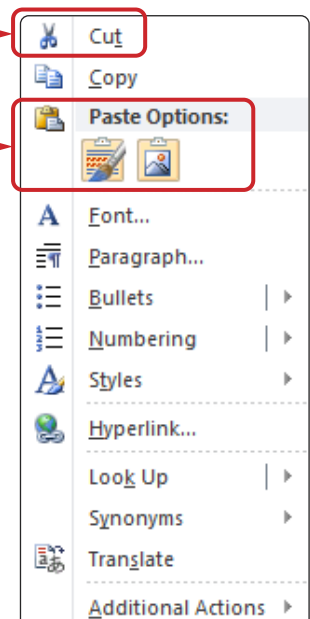 Cut
Copy
Paste Options:
Font...
Paragraph...
Bullets
Numbering
Styles
Hyperlink...
Look Up
Synonyms
Translate
Additional Actions